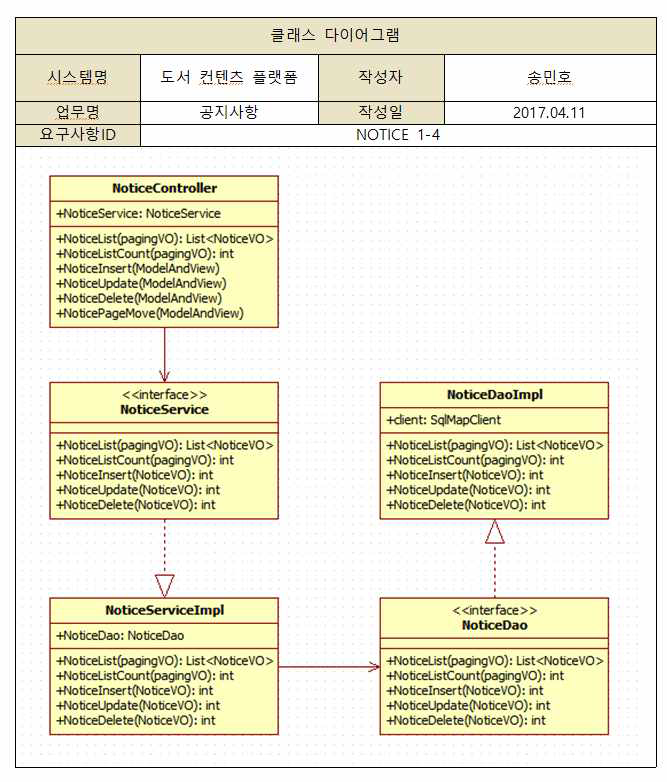 클래스 다이어그램
시스템명 도서 컨텐츠 플랫폼 작성자 송민호
업무명 공지사항 작성일 2017.04.11
요구사항ID NOTICE 1-4
NoticeController
+NoticeService: NoticeService
+NoticeList(pagingVO): List<NoticeVO>
+NoticeListCount(pagingVO): int
+NoticeInsert(ModelAndView)
+NoticeUpdate(ModelAndView)
+NoticeDelete(ModelAndView)
+NoticePageMove(ModelAndView)
<<interface>>
NoticeService
+NoticeList(pagingVO): List<NoticeVO>
+NoticeListCount(pagingVO): int
+NoticeInsert(NoticeVO): int
+NoticeUpdate(NoticeVO): int
+NoticeDelete(NoticeVO): int
NoticeDaoImpl
+client: SqlMapClient
+NoticeList(pagingVO): List<NoticeVO>
+NoticeListCount(pagingVO): int
+NoticeInsert(NoticeVO): int
+NoticeUpdate(NoticeVO): int
+NoticeDelete(NoticeVO): int
NoticeServiceImpl
+NoticeDao: NoticeDao
+NoticeList(pagingVO): List<NoticeVO>
+NoticeListCount(pagingVO): int
+NoticeInsert(NoticeVO): int
+NoticeUpdate(NoticeVO): int
+NoticeDelete(NoticeVO): int
<<interface>>
NoticeDao
+NoticeList(pagingVO): List<NoticeVO>
+NoticeListCount(pagingVO): int
+NoticeInsert(NoticeVO): int
+NoticeUpdate(NoticeVO): int
+NoticeDelete(NoticeVO): int